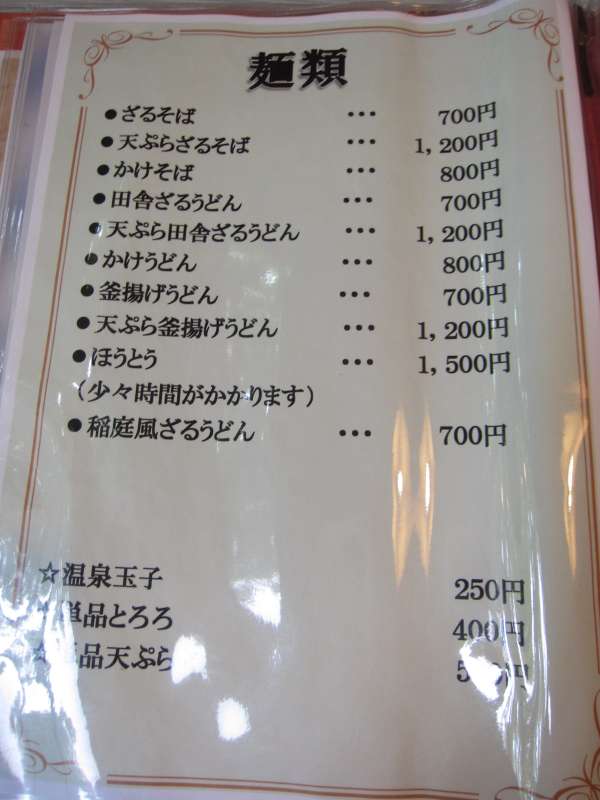 麺類
●ざるそば ・・・ 700円
●天ぷらざるそば ・・・ 1,200円
●かけそば ・・・ 800円
●田舎ざるうどん ・・・ 700円
●天ぷら田舎ざるうどん ・・・ 1,200円
●かけうどん ・・・ 800円
●釜揚げうどん ・・・ 700円
●天ぷら釜揚げうどん ・・・ 1,200円
●ほうとう ・・・ 1,500円
(少々時間がかかります)
●稲庭風ざるうどん ・・・ 700円
☆温泉玉子 250円
単品とろろ 400円
品天ぷら